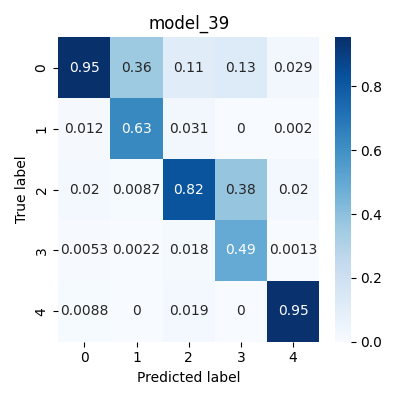 model_39
0 0.95 0.36 0.11 0.13 0.029
1 0.012 0.63 0.031 0 0.002
2 0.02 0.0087 0.82 0.38 0.02
3 0.0053 0.0022 0.018 0.49 0.0013
4 0.0088 0 0.019 0 0.95
0 1 2 3 4
True label
Predicted label
0.8
0.6
0.4
0.2
0.0